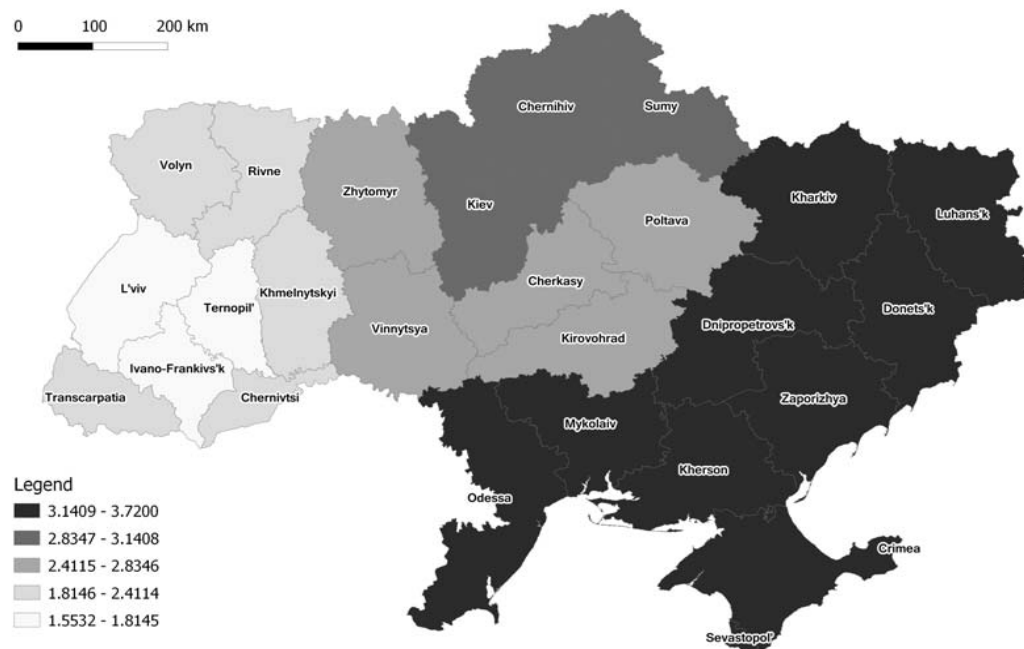 0 100 200 km
Chernihiv
Sumy
Volyn
Rivne
Zhytomyr
Kiev
Kharkiv
Luhans'k
Poltava
L'viv
Ternopil'
Khmelnytskyi
Cherkasy
Vinnytsya
Kirovohrad
Dnipropetrovs'k
Donets'k
Ivano-Frankivs'k
Transcarpatia
Chernivtsi
Zaporizhya
Mykolaiv
Kherson
Odessa
Crimea
Sevastopol'
Legend
3.1409 - 3.7200
2.8347 - 3.1408
2.4115 - 2.8346
1.8146 - 2.4114
1.5532 - 1.8145